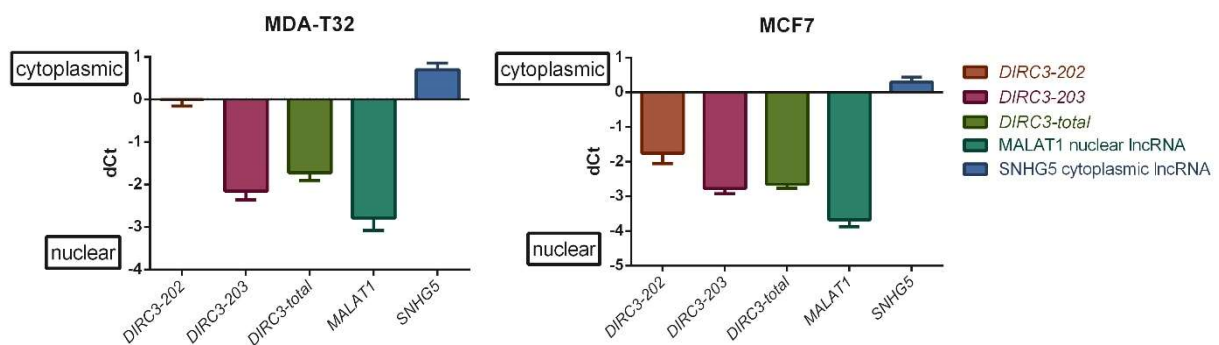 MDA-T32
cytoplasmic
1
0
-1
-2
-3
-4
dCt
nuclear
DIRC3-202
DIRC3-203
DIRC3-total
MALAT1
SNHG5
MCF7
cytoplasmic
1
0
-1
-2
-3
-4
-5
dCt
nuclear
DIRC3-202
DIRC3-203
DIRC3-total
MALAT1
SNHG5
DIRC3-202
DIRC3-203
DIRC3-total
MALAT1 nuclear lncRNA
SNHG5 cytoplasmic lncRNA